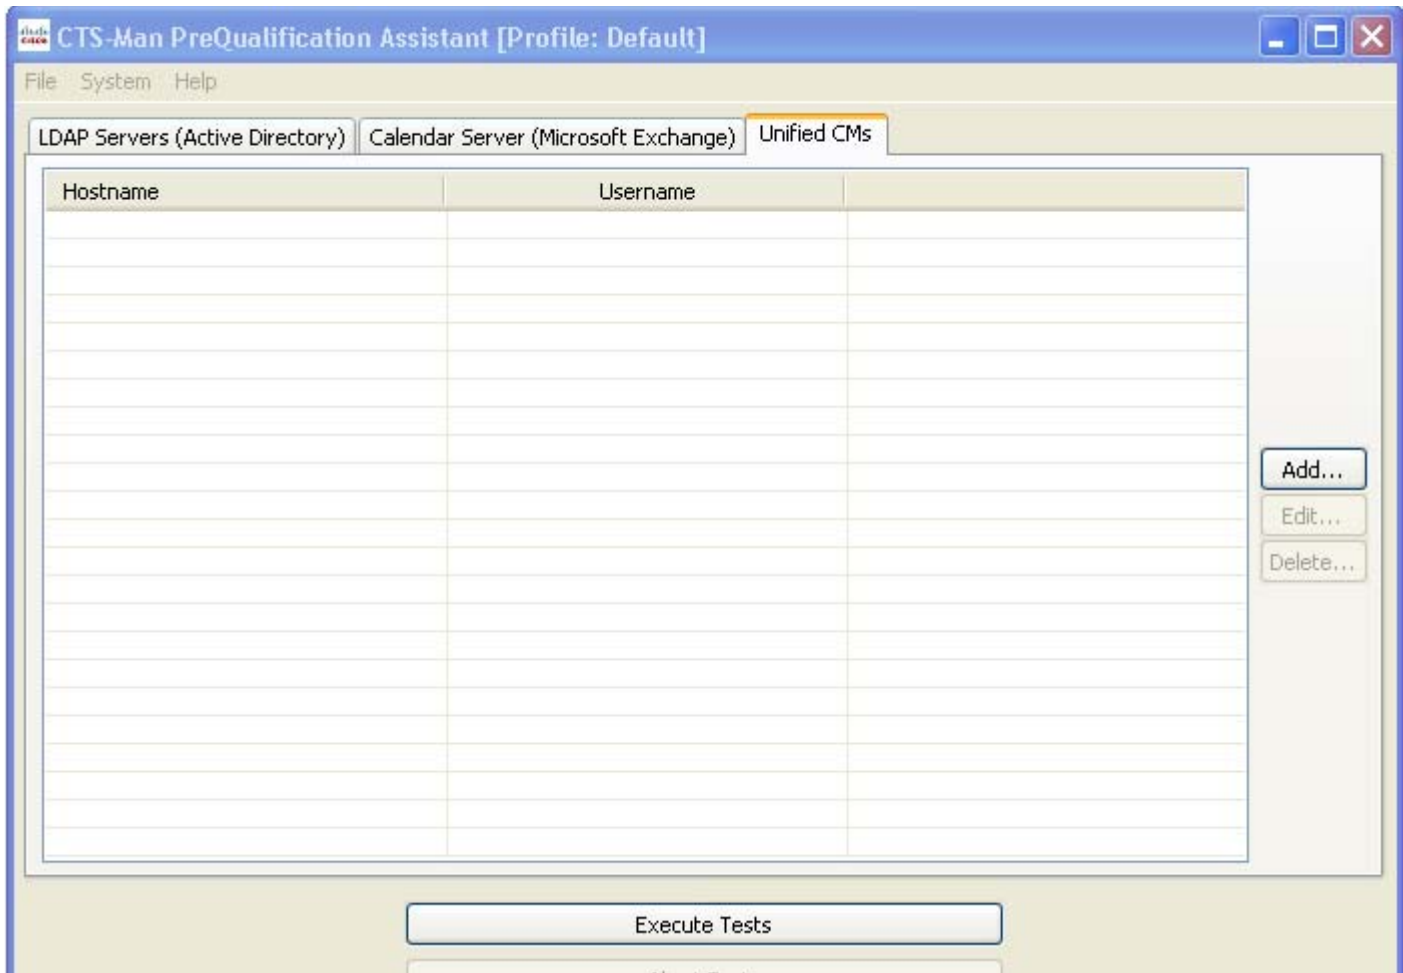 CTS-Man PreQualification Assistant [Profile: Default]
File System Help
LDAP Servers (Active Directory) Calendar Server (Microsoft Exchange) Unified CMs
Hostname Username
Add...
Edit...
Delete...
Execute Tests